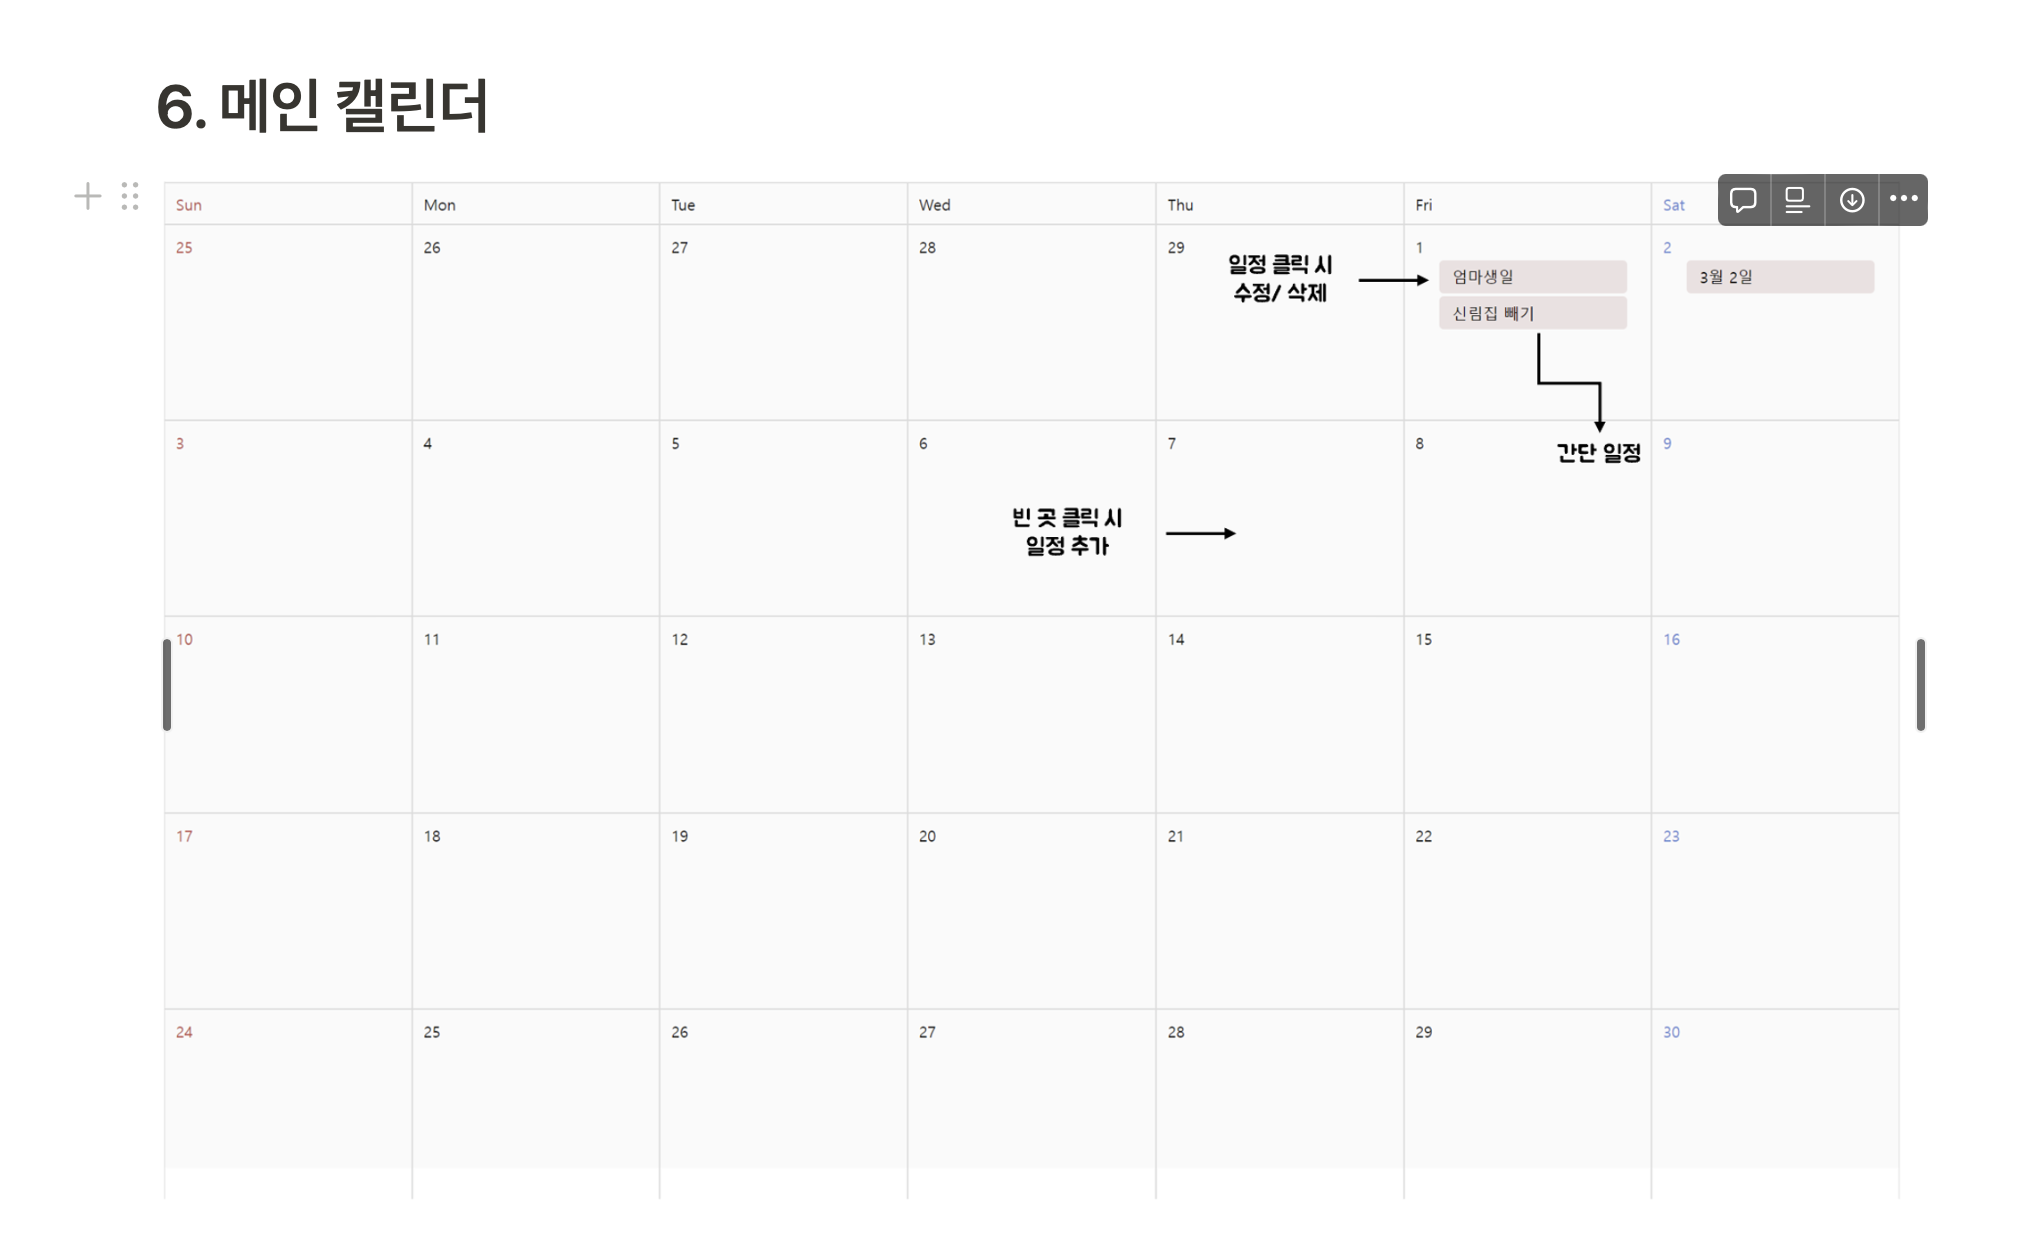 6. 메인 캘린더
Sun Mon Tue Wed Thu Fri Sat
25 26 27 28 29 1 2
일정 클릭 시
수정/ 삭제
엄마생일
3월 2일
신림집 빼기
3 4 5 6 7 8 9
간단 일정
빈 곳 클릭 시
일정 추가
10 11 12 13 14 15 16
17 18 19 20 21 22 23
24 25 26 27 28 29 30